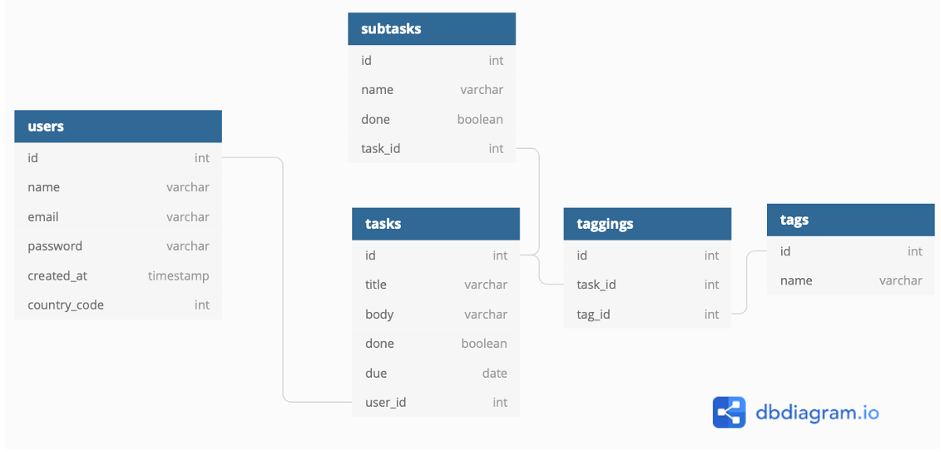 subtasks
id int
name varchar
done boolean
task_id int
users
id int
name varchar
email varchar
password varchar
created_at timestamp
country_code int
tasks
id int
title varchar
body varchar
done boolean
due date
user_id int
taggings
id int
task_id int
tag_id int
tags
id int
name varchar
dbdiagram.io